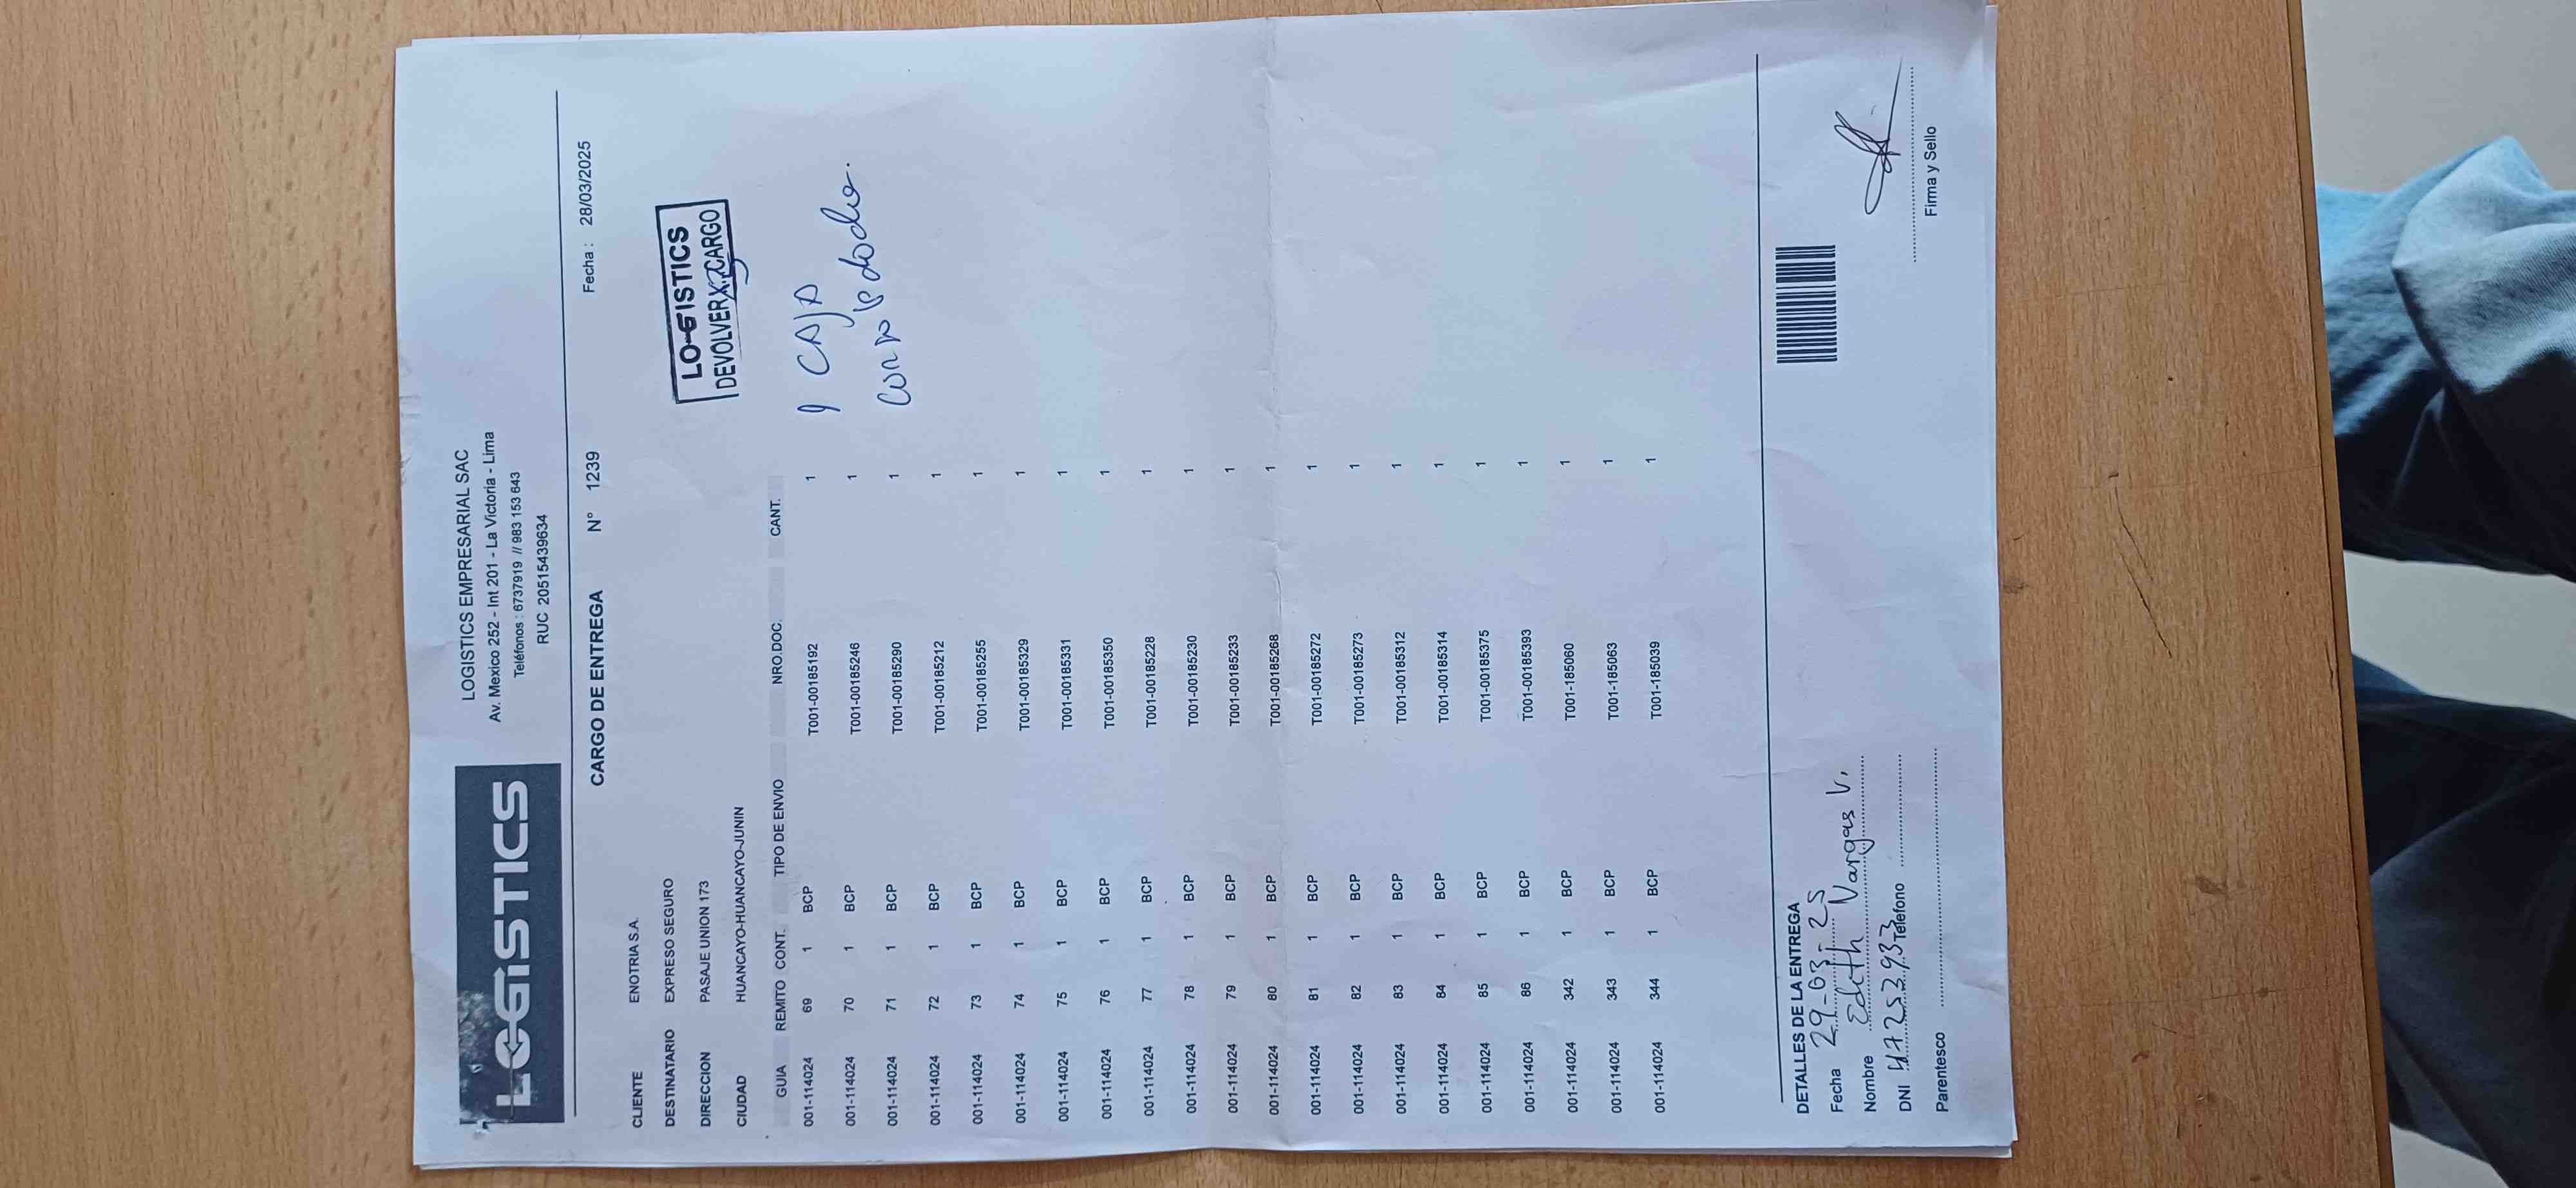 LOGISTICS
LOGISTICS EMPRESARIAL SAC
Av. Mexico 252 - Int 201 - La Victoria - Lima
Teléfonos : 6737919 // 983 153 643
RUC 20515439634
CARGO DE ENTREGA N° 1239 Fecha : 28/03/2025
CLIENTE ENOTRIA S.A.
DESTINATARIO EXPRESO SEGURO
DIRECCION PASAJE UNION 173
CIUDAD HUANCAYO-HUANCAYO-JUNIN
LO-GISTICS
DEVOLVER CARGO
GUIA REMITO CONT. TIPO DE ENVIO NRO.DOC. CANT.
001-114024 69 1 BCP T001-00185192 1
001-114024 70 1 BCP T001-00185246 1
001-114024 71 1 BCP T001-00185290 1
001-114024 72 1 BCP T001-00185212 1
001-114024 73 1 BCP T001-00185255 1
001-114024 74 1 BCP T001-00185329 1
001-114024 75 1 BCP T001-00185331 1
001-114024 76 1 BCP T001-00185350 1
001-114024 77 1 BCP T001-00185228 1
001-114024 78 1 BCP T001-00185230 1
001-114024 79 1 BCP T001-00185233 1
001-114024 80 1 BCP T001-00185268 1
001-114024 81 1 BCP T001-00185272 1
001-114024 82 1 BCP T001-00185273 1
001-114024 83 1 BCP T001-00185312 1
001-114024 84 1 BCP T001-00185314 1
001-114024 85 1 BCP T001-00185375 1
001-114024 86 1 BCP T001-00185393 1
001-114024 342 1 BCP T001-185060 1
001-114024 343 1 BCP T001-185063 1
001-114024 344 1 BCP T001-185039 1
1 CAJA
DETALLES DE LA ENTREGA
Fecha 29-03-25
Nombre Edith Vargas V.
DNI 47253933 Telefono
Parentesco
Firma y Sello